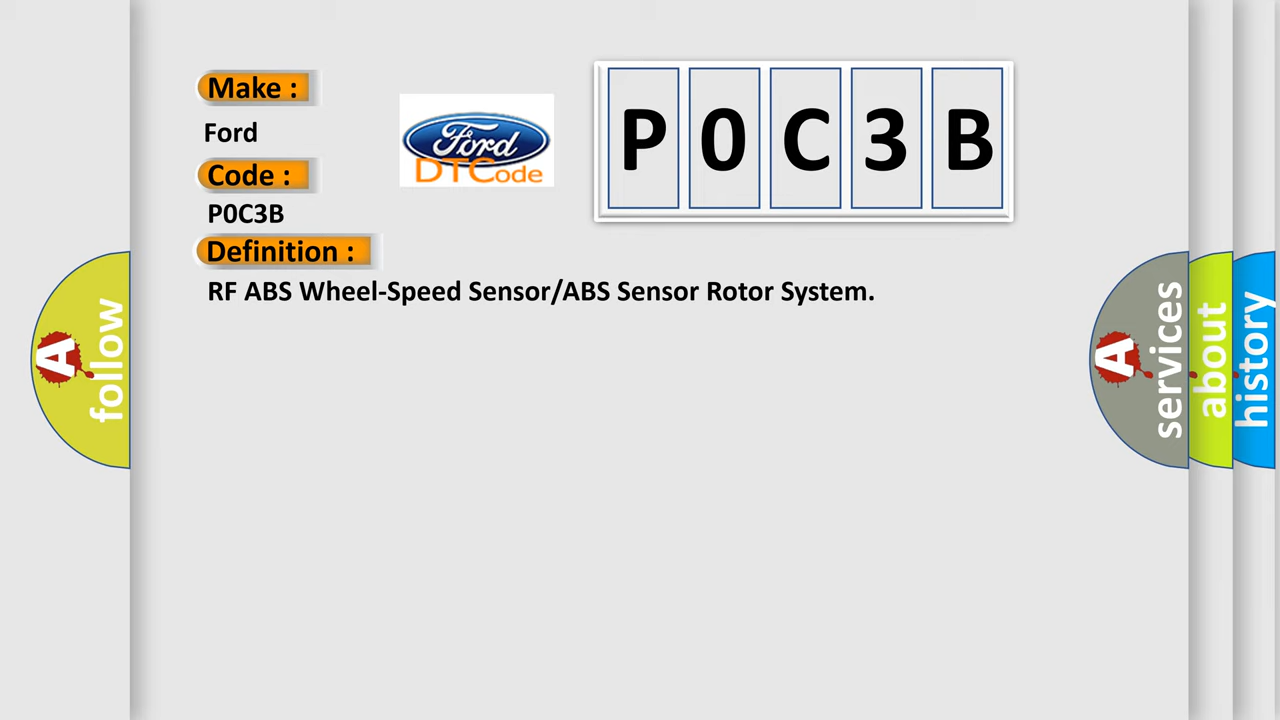 Make :
Ford
Code :
P0C3B
Definition :
RF ABS Wheel-Speed Sensor/ABS Sensor Rotor System.
Ford
DTCode
P 0 C 3 B
A follow
A services
about
history